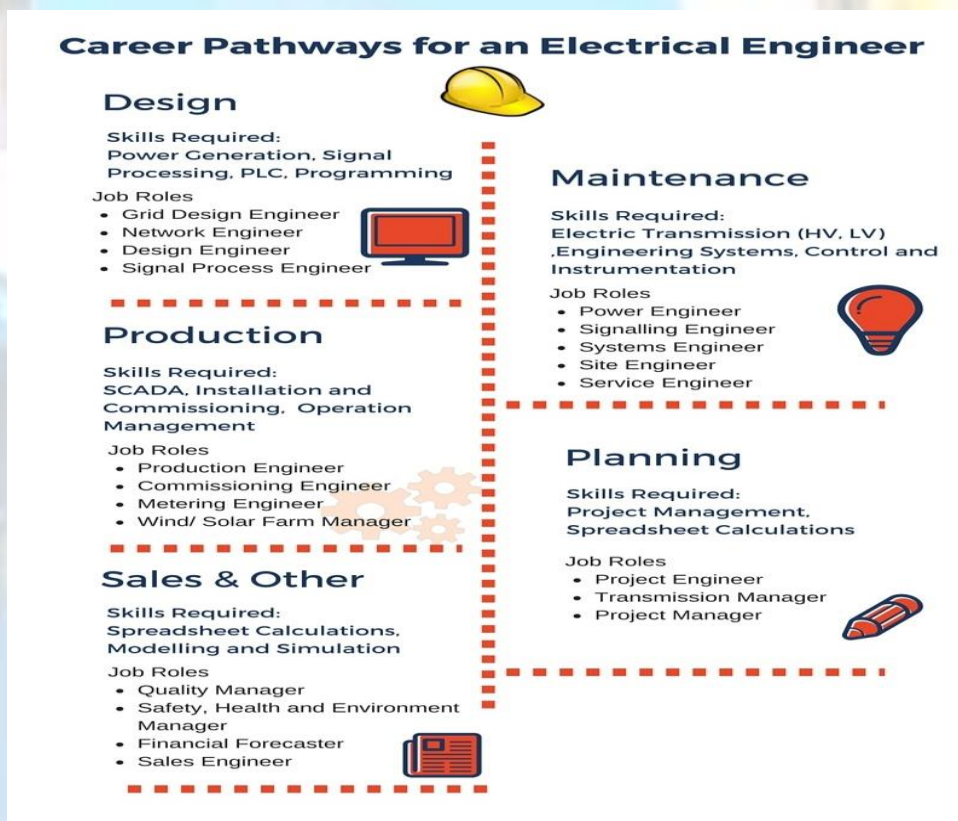 Career Pathways for an Electrical Engineer
Design
Skills Required:
Power Generation, Signal
Processing, PLC, Programming
Job Roles
• Grid Design Engineer
• Network Engineer
• Design Engineer
• Signal Process Engineer
Production
Skills Required:
SCADA, Installation and
Commissioning, Operation
Management
Job Roles
• Production Engineer
• Commissioning Engineer
• Metering Engineer
• Wind/ Solar Farm Manager
Sales & Other
Skills Required:
Spreadsheet Calculations,
Modelling and Simulation
Job Roles
• Quality Manager
• Safety, Health and Environment
Manager
• Financial Forecaster
• Sales Engineer
Maintenance
Skills Required:
Electric Transmission (HV, LV)
,Engineering Systems, Control and
Instrumentation
Job Roles
• Power Engineer
• Signalling Engineer
• Systems Engineer
• Site Engineer
• Service Engineer
Planning
Skills Required:
Project Management,
Spreadsheet Calculations
Job Roles
• Project Engineer
• Transmission Manager
• Project Manager